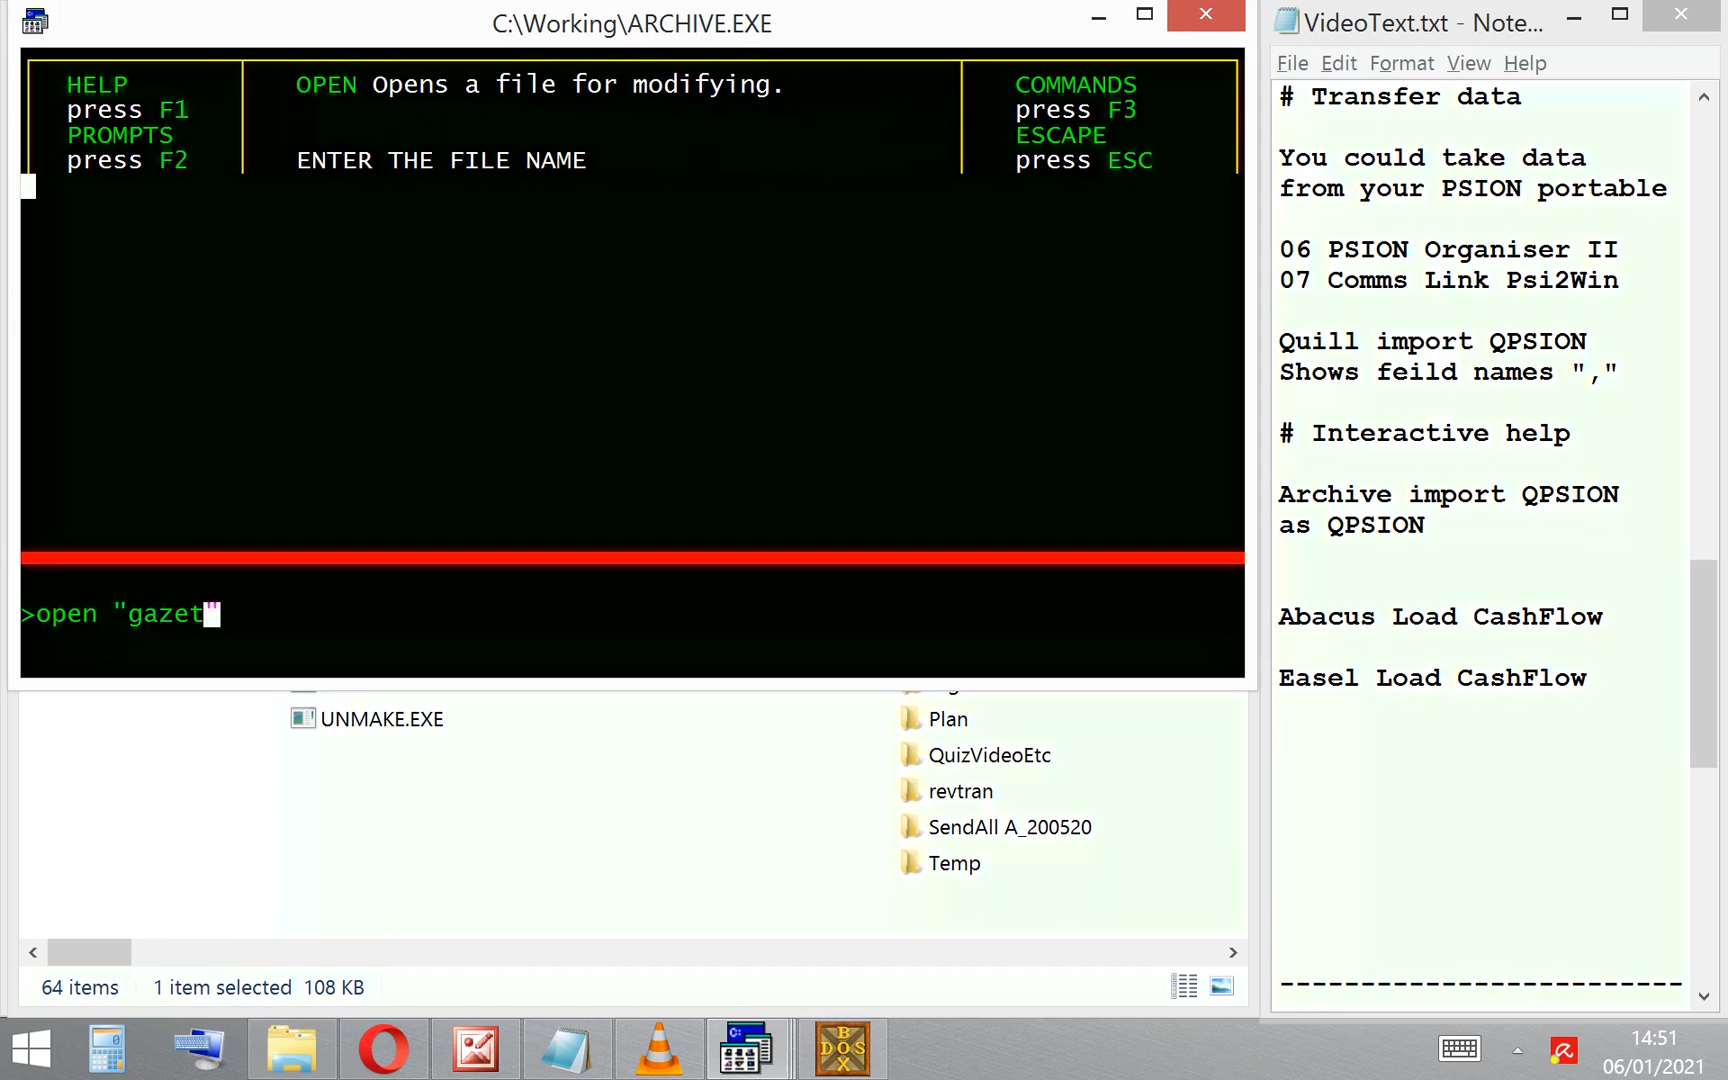 C:\Working\ARCHIVE.EXE
HELP
press F1
PROMPTS
press F2
OPEN Opens a file for modifying.
ENTER THE FILE NAME
COMMANDS
press F3
ESCAPE
press ESC
>open "gazet"
UNMAKE.EXE
Plan
QuizVideoEtc
revtran
SendAll A_200520
Temp
64 items 1 item selected 108 KB
VideoText.txt - Note...
File Edit Format View Help
# Transfer data
You could take data
from your PSION portable
06 PSION Organiser II
07 Comms Link Psi2Win
Quill import QPSION
Shows feild names ","
# Interactive help
Archive import QPSION
as QPSION
Abacus Load CashFlow
Easel Load CashFlow
-------------------------
BOX
DOS
14:51
06/01/2021